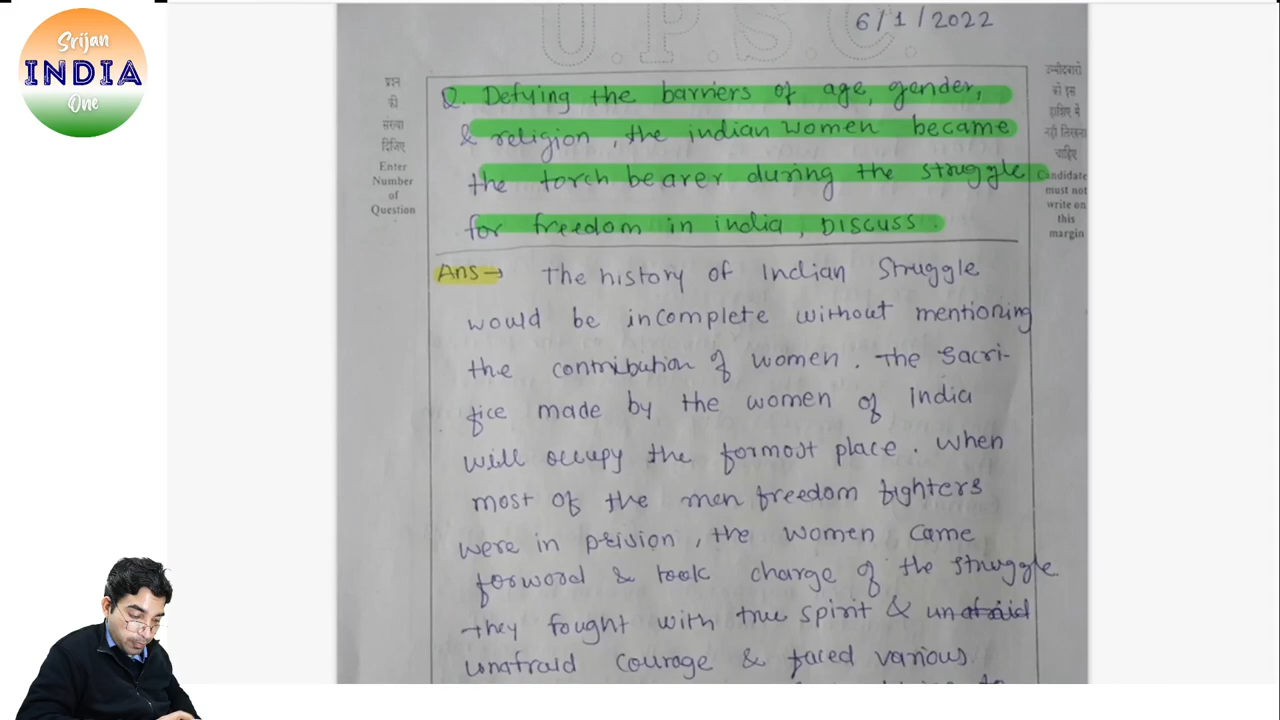 Srijan
INDIA
One
U.P.S.C.
6/1/2022
प्रश्न
की
संख्या
दिजिए
Enter
Number
of
Question
उम्मीदवारों
को इस
हाशिए में
नहीं लिखना
चाहिए
Candidate
must not
write on
this
margin
Q. Defying the barriers of age, gender,
& religion, the indian women became
the torch bearer during the struggle
for freedom in india, DISCUSS.
Ans→ The history of Indian Struggle
would be incomplete without mentioning
the contribution of women. The Sacri-
fice made by the women of India
will occupy the formost place. When
most of the men freedom fighters
were in prision, the women came
forword & took charge of the struggle
They fought with true spirit & unafraid
unafraid courage & faced various